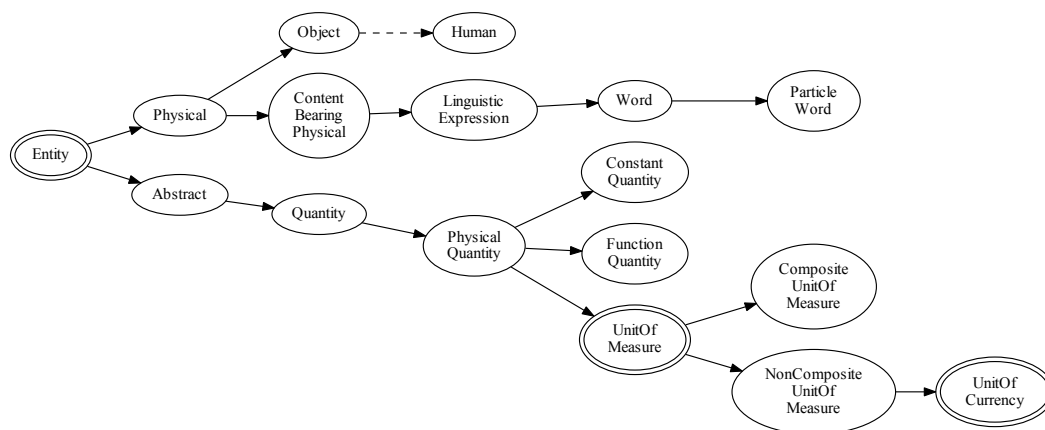 Object
Human
Physical
Content
Bearing
Physical
Linguistic
Expression
Word
Particle
Word
Entity
Abstract
Quantity
Physical
Quantity
Constant
Quantity
Function
Quantity
UnitOf
Measure
Composite
UnitOf
Measure
NonComposite
UnitOf
Measure
UnitOf
Currency